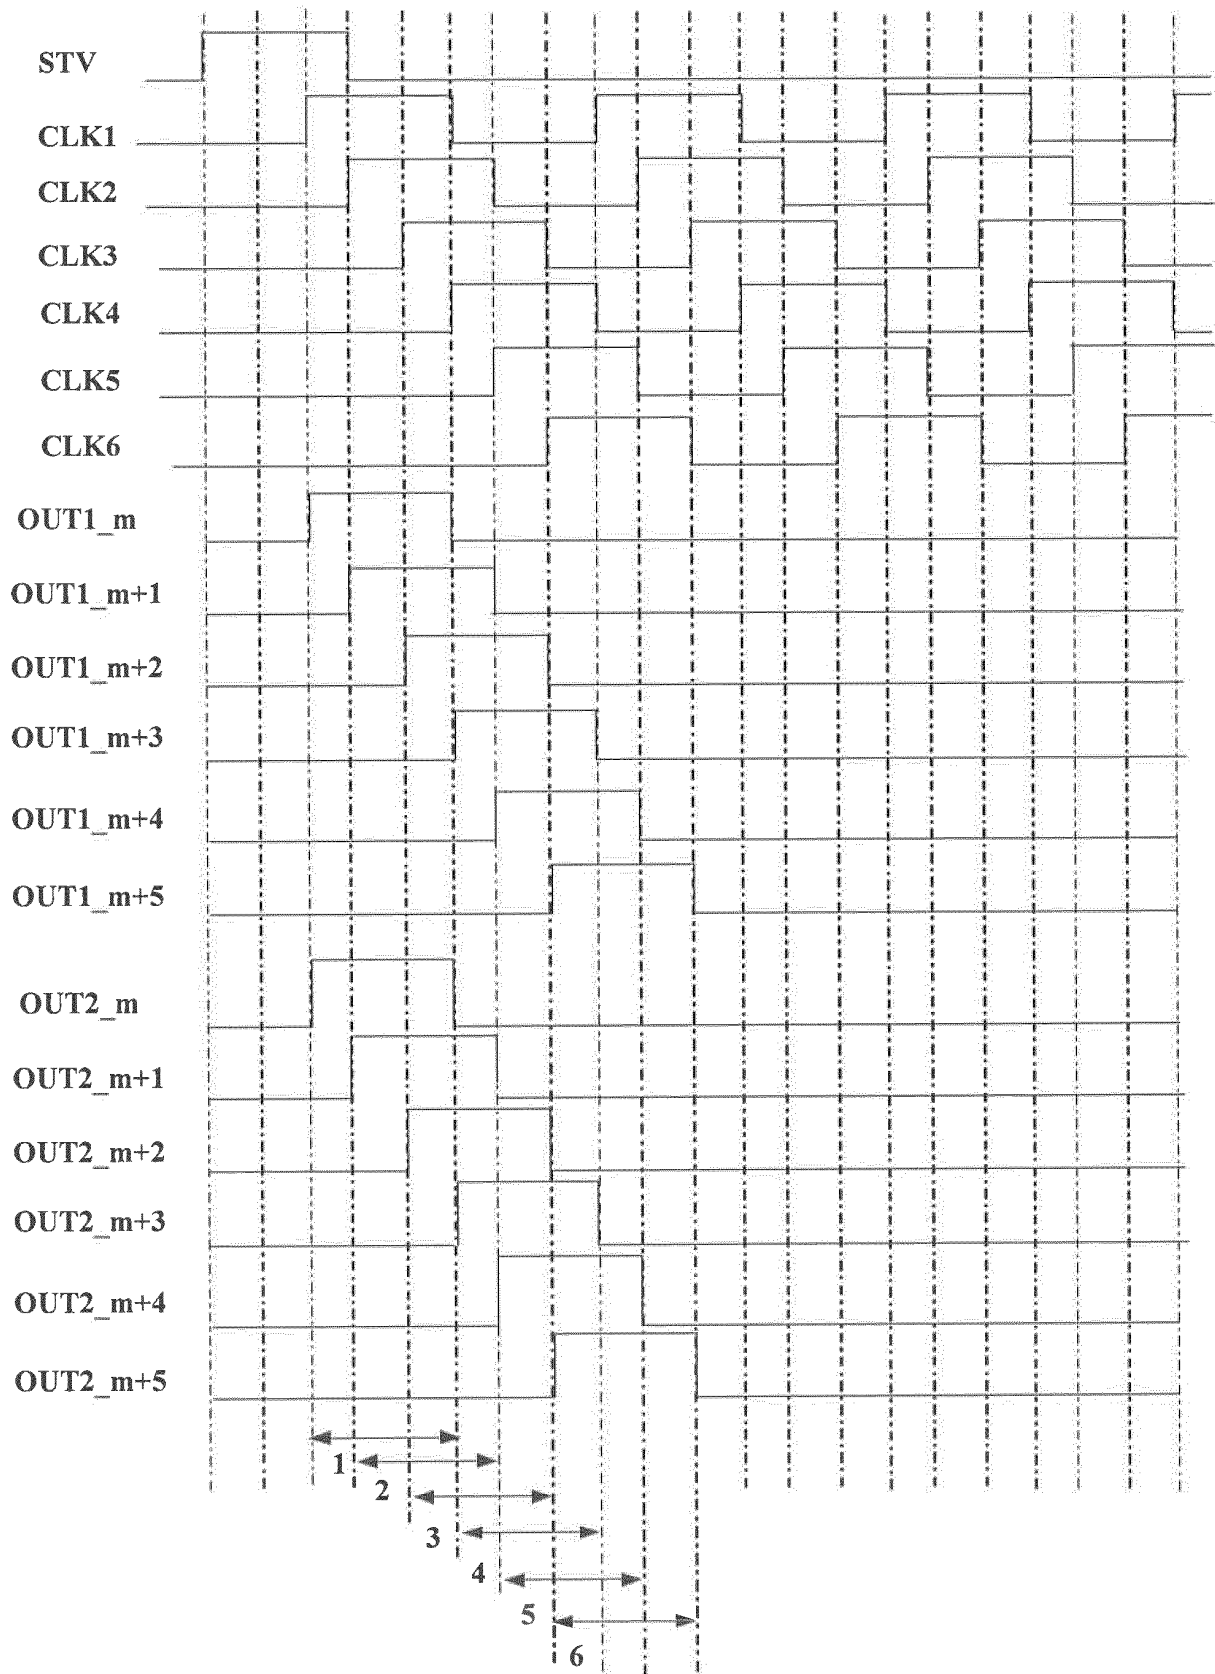 STV
CLK1
CLK2
CLK3
CLK4
CLK5
CLK6
OUT1_m
OUT1_m+1
OUT1_m+2
OUT1_m+3
OUT1_m+4
OUT1_m+5
OUT2_m
OUT2_m+1
OUT2_m+2
OUT2_m+3
OUT2_m+4
OUT2_m+5
1
2
3
4
5
6